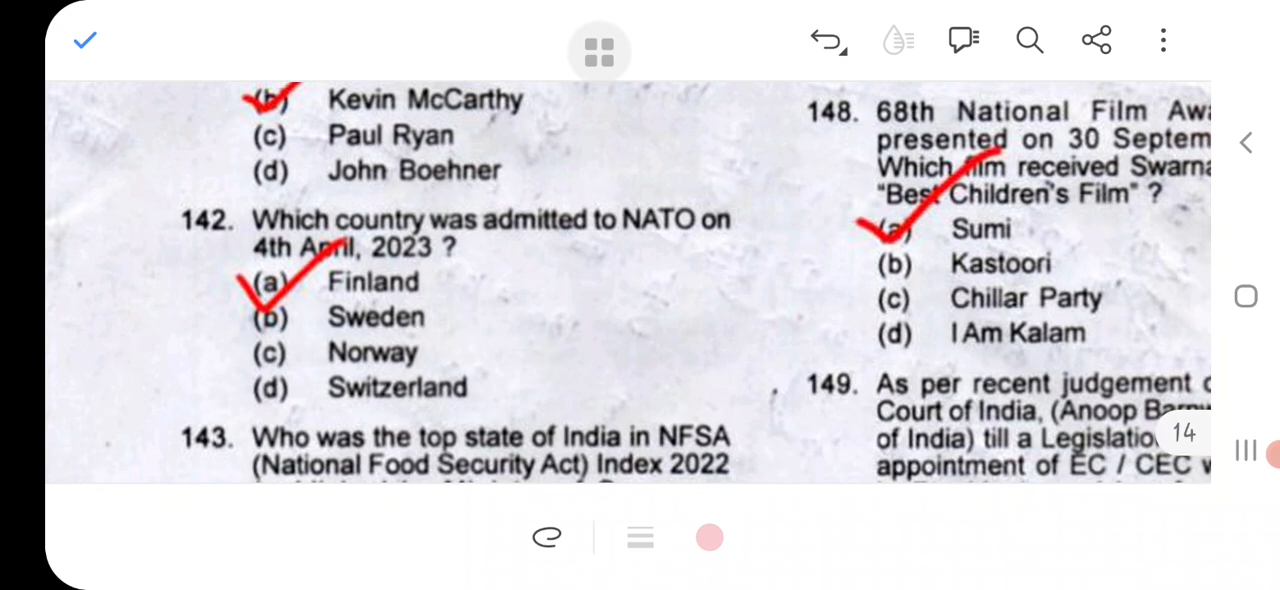 (b) Kevin McCarthy
(c) Paul Ryan
(d) John Boehner
142. Which country was admitted to NATO on
4th April, 2023 ?
(a) Finland
(b) Sweden
(c) Norway
(d) Switzerland
143. Who was the top state of India in NFSA
(National Food Security Act) Index 2022
148. 68th National Film
presented on 30
Which film received
"Best Children's Film" ?
(a) Sumi
(b) Kastoori
(c) Chillar Party
(d) I Am Kalam
149. As per recent judgement
Court of India, (Anoop
of India) till a
appointment of EC / CEC
14